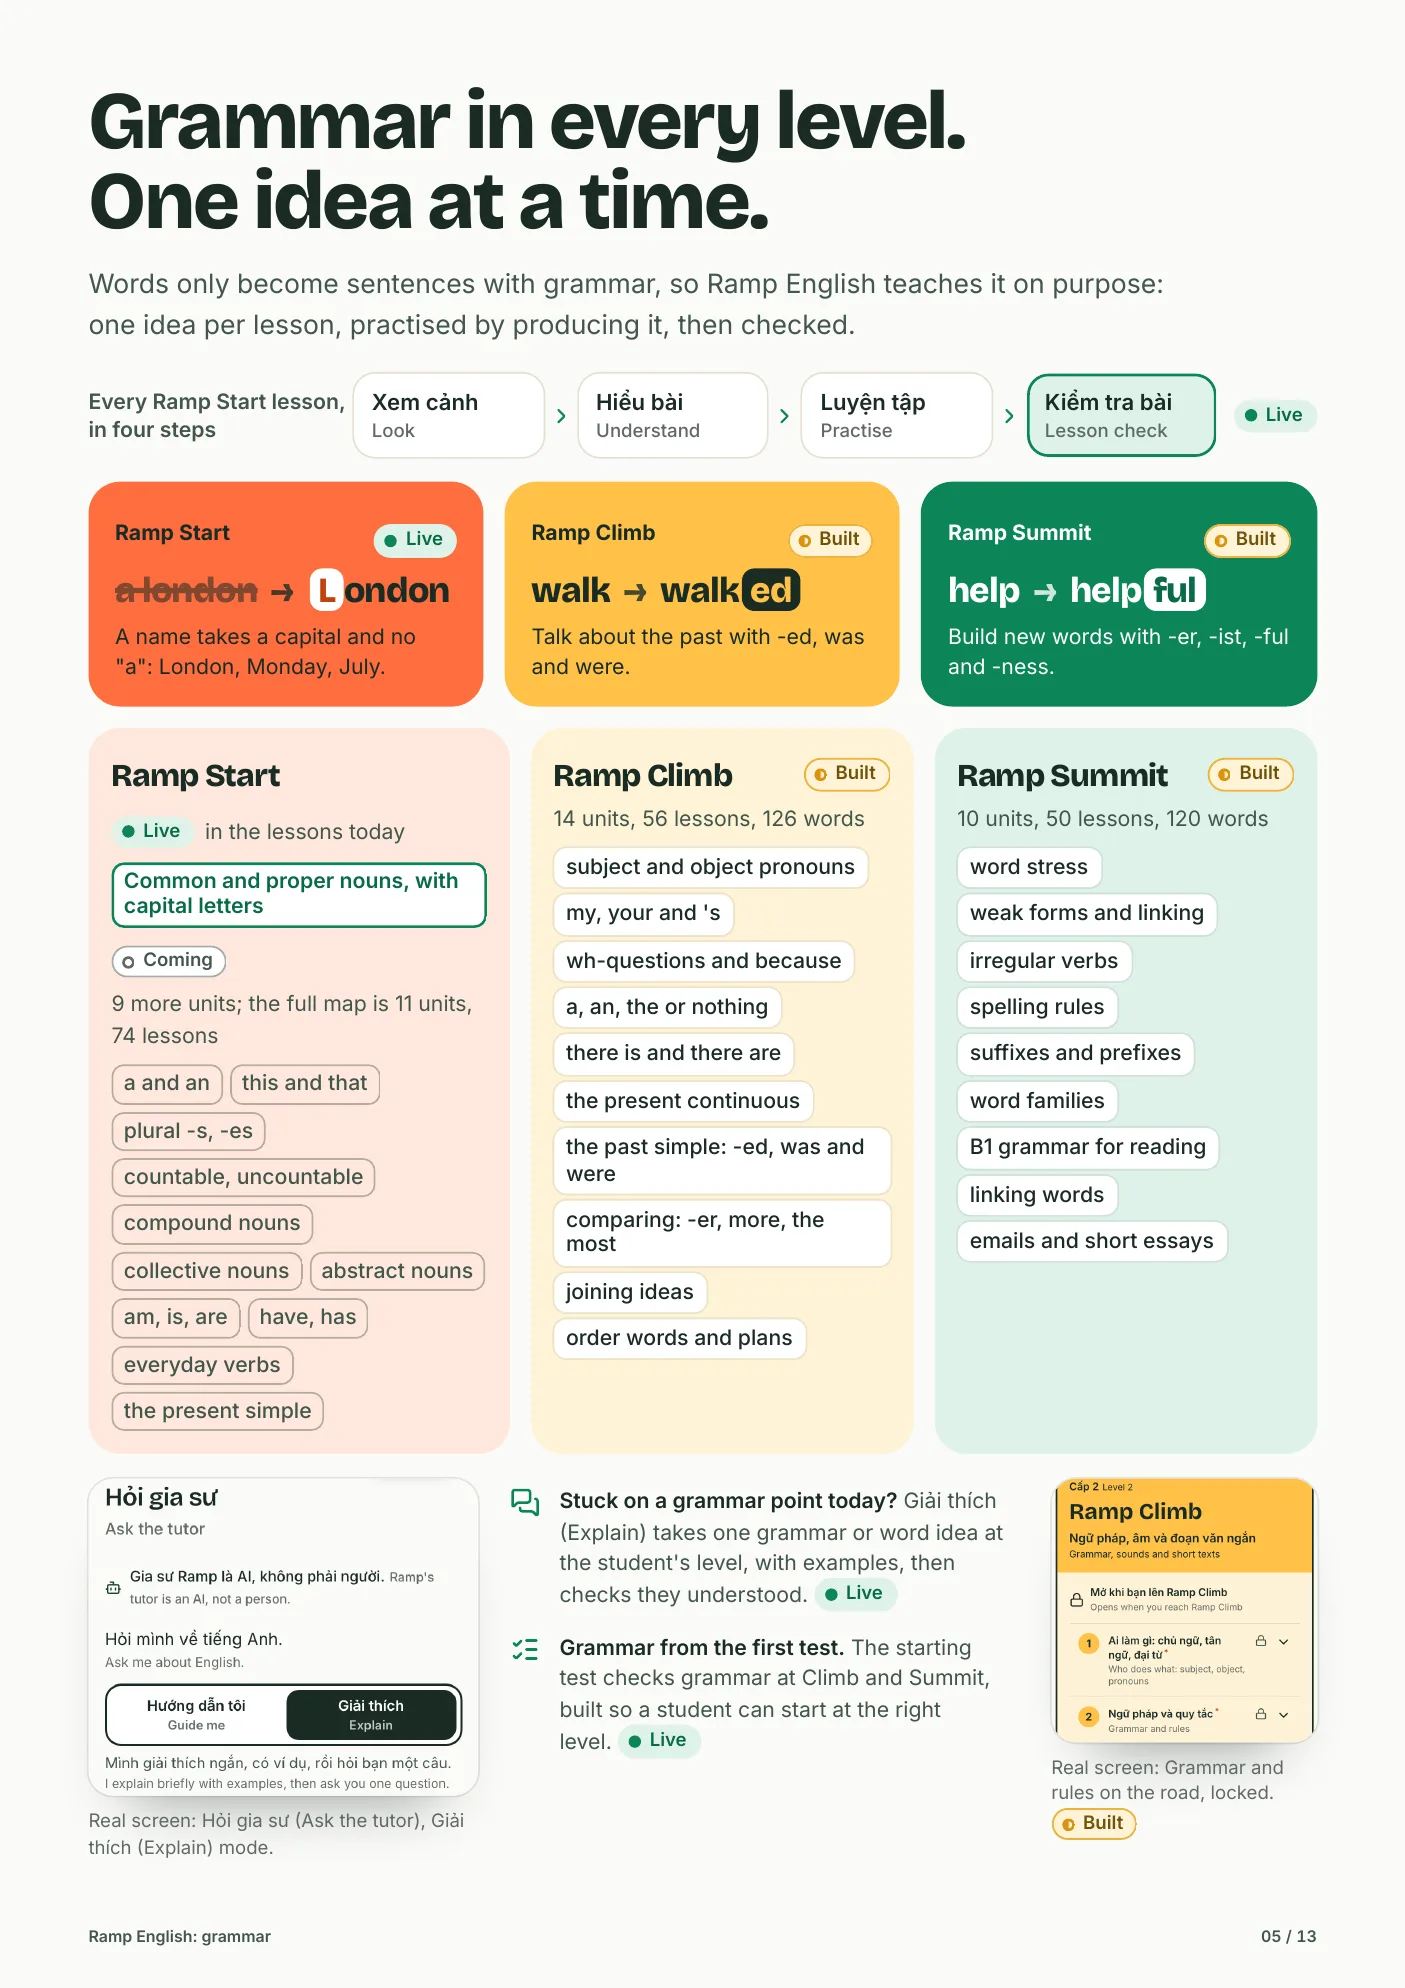 Grammar in every level.
One idea at a time.
Words only become sentences with grammar, so Ramp English teaches it on purpose:
one idea per lesson, practised by producing it, then checked.
Every Ramp Start lesson,
in four steps
Xem cảnh
Look
Hiểu bài
Understand
Luyện tập
Practise
Kiểm tra bài
Lesson check
Live
Ramp Start
Live
a london → London
A name takes a capital and no
"a": London, Monday, July.
Ramp Climb
Built
walk → walked
Talk about the past with -ed, was
and were.
Ramp Summit
Built
help → helpful
Build new words with -er, -ist, -ful
and -ness.
Ramp Start
Live in the lessons today
Common and proper nouns, with
capital letters
Coming
9 more units; the full map is 11 units,
74 lessons
a and an
this and that
plural -s, -es
countable, uncountable
compound nouns
collective nouns
abstract nouns
am, is, are
have, has
everyday verbs
the present simple
Ramp Climb
Built
14 units, 56 lessons, 126 words
subject and object pronouns
my, your and 's
wh-questions and because
a, an, the or nothing
there is and there are
the present continuous
the past simple: -ed, was and
were
comparing: -er, more, the
most
joining ideas
order words and plans
Ramp Summit
Built
10 units, 50 lessons, 120 words
word stress
weak forms and linking
irregular verbs
spelling rules
suffixes and prefixes
word families
B1 grammar for reading
linking words
emails and short essays
Hỏi gia sư
Ask the tutor
Gia sư Ramp là AI, không phải người. Ramp's
tutor is an AI, not a person.
Hỏi mình về tiếng Anh.
Ask me about English.
Hướng dẫn tôi
Guide me
Giải thích
Explain
Mình giải thích ngắn, có ví dụ, rồi hỏi bạn một câu.
I explain briefly with examples, then ask you one question.
Real screen: Hỏi gia sư (Ask the tutor), Giải
thích (Explain) mode.
Stuck on a grammar point today? Giải thích
(Explain) takes one grammar or word idea at
the student's level, with examples, then
checks they understood. Live
Grammar from the first test. The starting
test checks grammar at Climb and Summit,
built so a student can start at the right
level. Live
Cấp 2 Level 2
Ramp Climb
Ngữ pháp, âm và đoạn văn ngắn
Grammar, sounds and short texts
Mở khi bạn lên Ramp Climb
Opens when you reach Ramp Climb
1
Ai làm gì: chủ ngữ, tân
ngữ, đại từ*
Who does what: subject, object,
pronouns
2
Ngữ pháp và quy tắc*
Grammar and rules
Real screen: Grammar and
rules on the road, locked.
Built
Ramp English: grammar
05 / 13